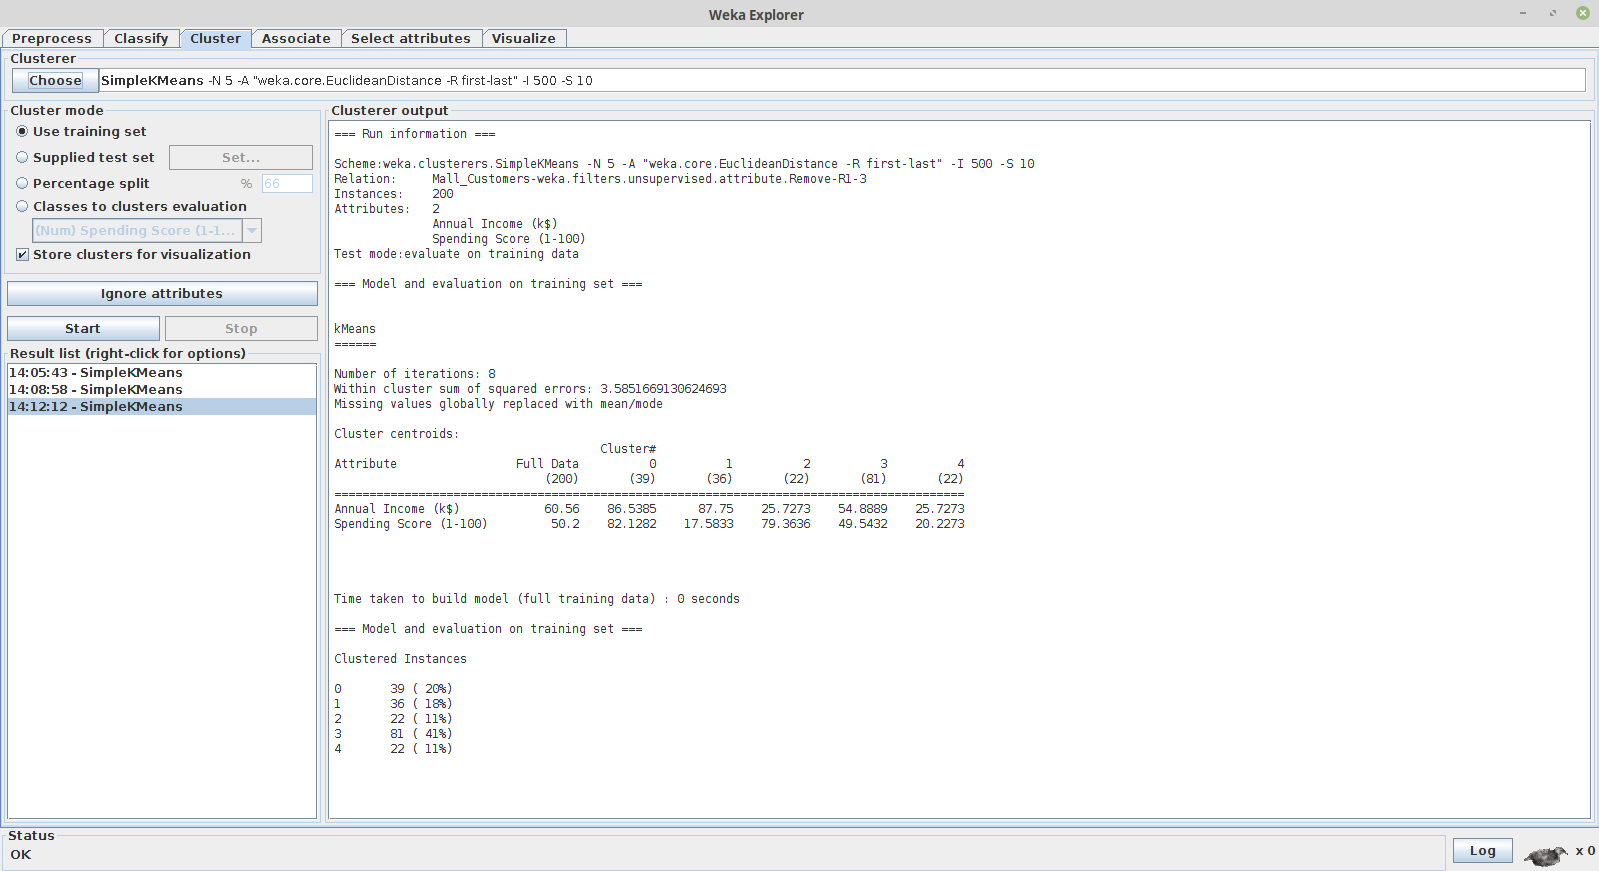 Weka Explorer
Preprocess Classify Cluster Associate Select attributes Visualize
Clusterer
Choose SimpleKMeans -N 5 -A "weka.core.EuclideanDistance -R first-last" -I 500 -S 10
Cluster mode
Use training set
Supplied test set Set...
Percentage split % 66
Classes to clusters evaluation
(Num) Spending Score (1-1...
Store clusters for visualization
Ignore attributes
Start Stop
Result list (right-click for options)
14:05:43 - SimpleKMeans
14:08:58 - SimpleKMeans
14:12:12 - SimpleKMeans
Clusterer output
=== Run information ===
Scheme:weka.clusterers.SimpleKMeans -N 5 -A "weka.core.EuclideanDistance -R first-last" -I 500 -S 10
Relation: Mall_Customers-weka.filters.unsupervised.attribute.Remove-R1-3
Instances: 200
Attributes: 2
Annual Income (k$)
Spending Score (1-100)
Test mode:evaluate on training data
=== Model and evaluation on training set ===
kMeans
======
Number of iterations: 8
Within cluster sum of squared errors: 3.5851669130624693
Missing values globally replaced with mean/mode
Cluster centroids:
Cluster#
Attribute Full Data 0 1 2 3 4
(200) (39) (36) (22) (81) (22)
==========================================================================================
Annual Income (k$) 60.56 86.5385 87.75 25.7273 54.8889 25.7273
Spending Score (1-100) 50.2 82.1282 17.5833 79.3636 49.5432 20.2273
Time taken to build model (full training data) : 0 seconds
=== Model and evaluation on training set ===
Clustered Instances
0 39 ( 20%)
1 36 ( 18%)
2 22 ( 11%)
3 81 ( 41%)
4 22 ( 11%)
Status
OK
Log x 0